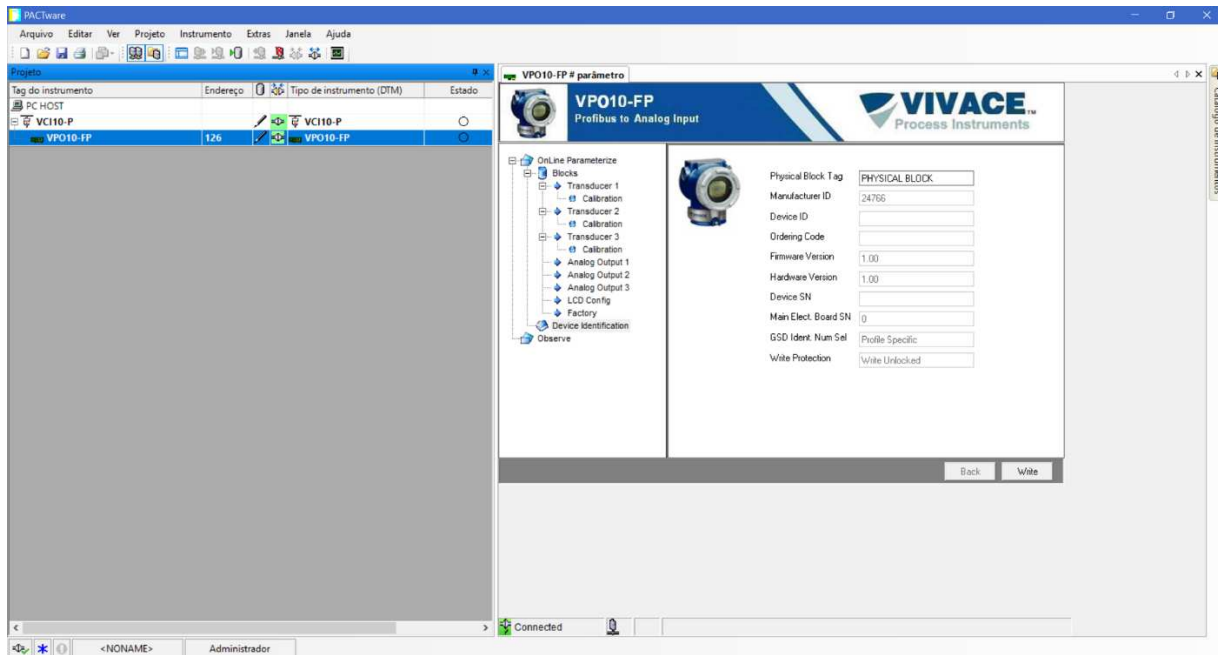 PACTware
Arquivo Editar Ver Projeto Instrumento Extras Janela Ajuda
Projeto
Tag do instrumento Endereço Tipo de instrumento (DTM) Estado
PC HOST
VCI10-P VCI10-P
VPO10-FP 126 VPO10-FP
VPO10-FP # parâmetro
VPO10-FP
Profibus to Analog Input
VIVACE™
Process Instruments
OnLine Parameterize
Blocks
Transducer 1
Calibration
Transducer 2
Calibration
Transducer 3
Calibration
Analog Output 1
Analog Output 2
Analog Output 3
LCD Config
Factory
Device Identification
Observe
Physical Block Tag PHYSICAL BLOCK
Manufacturer ID 24766
Device ID
Ordering Code
Firmware Version 1.00
Hardware Version 1.00
Device SN
Main Elect. Board SN 0
GSD Ident. Num Sel Profile Specific
Write Protection Write Unlocked
Back Write
Catálogo de instrumentos
Connected
<NONAME> Administrador